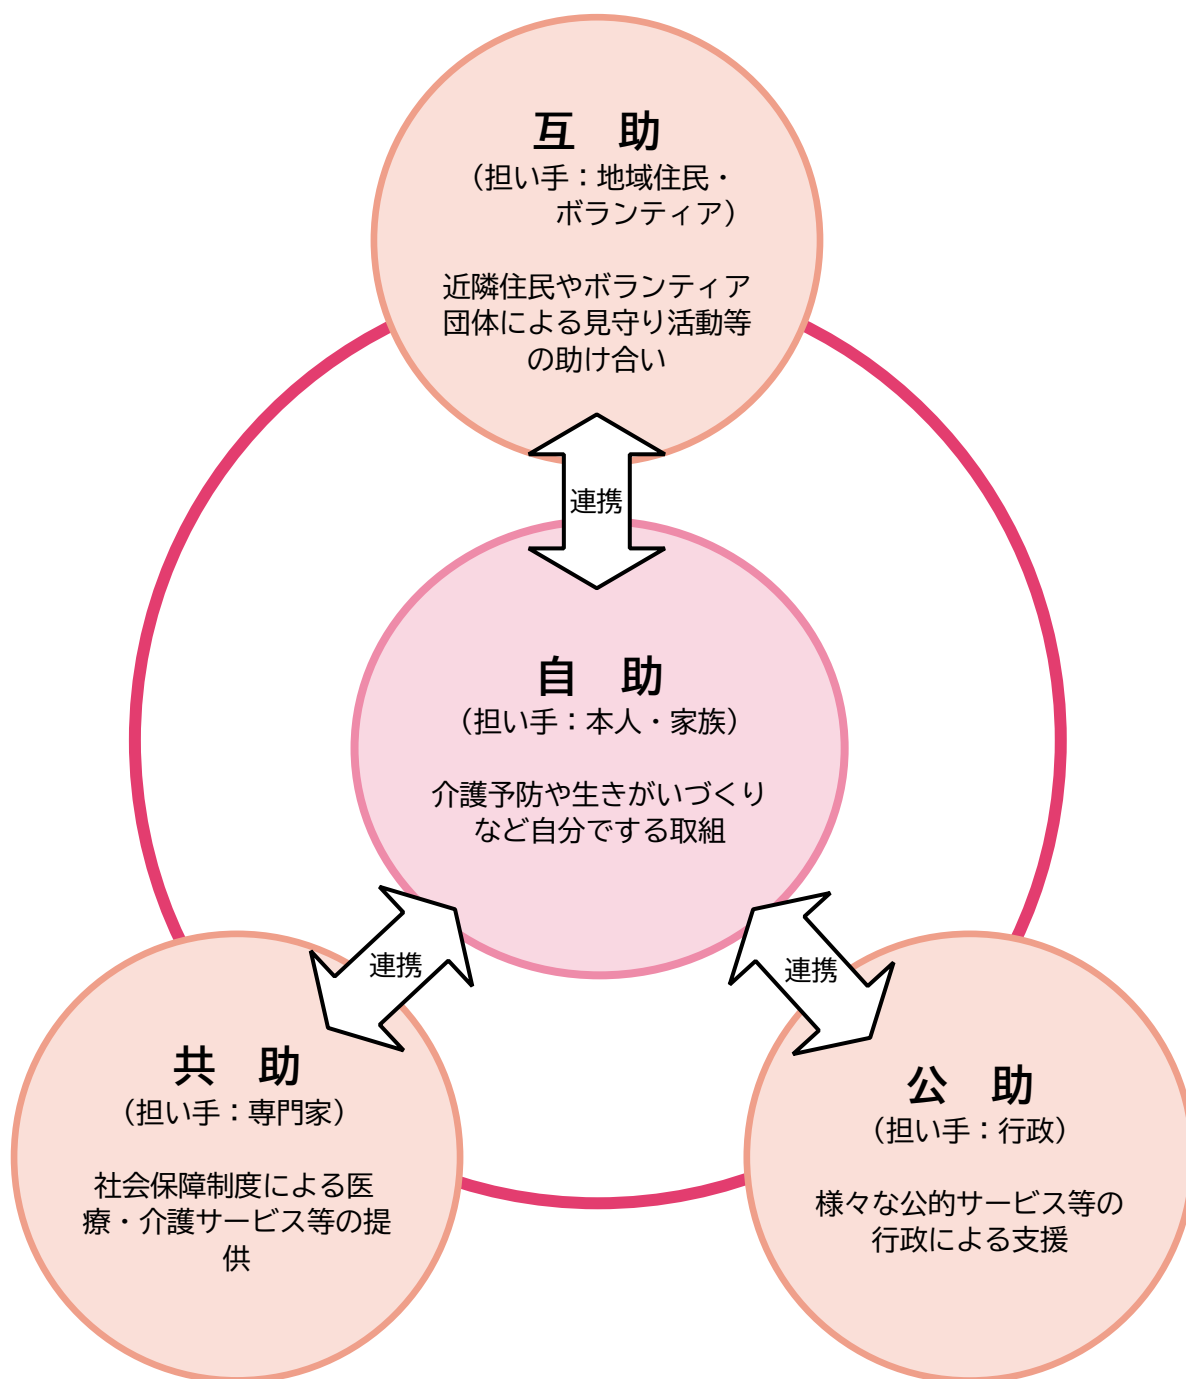 互　助
（担い手：地域住民・
ボランティア）
近隣住民やボランティア
団体による見守り活動等
の助け合い
連携
自　助
（担い手：本人・家族）
介護予防や生きがいづくり
など自分でする取組
連携
連携
共　助
（担い手：専門家）
社会保障制度による医
療・介護サービス等の提
供
公　助
（担い手：行政）
様々な公的サービス等の
行政による支援